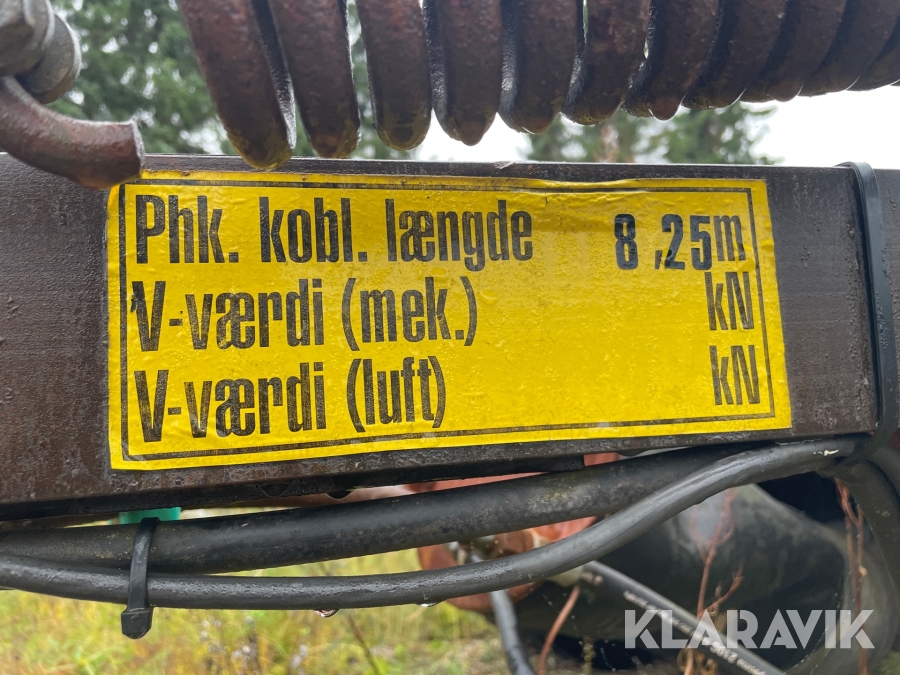 Phk. kobl. længde 8,25m
V-værdi (mek.) kN
V-værdi (luft) kN
KLARAVIK